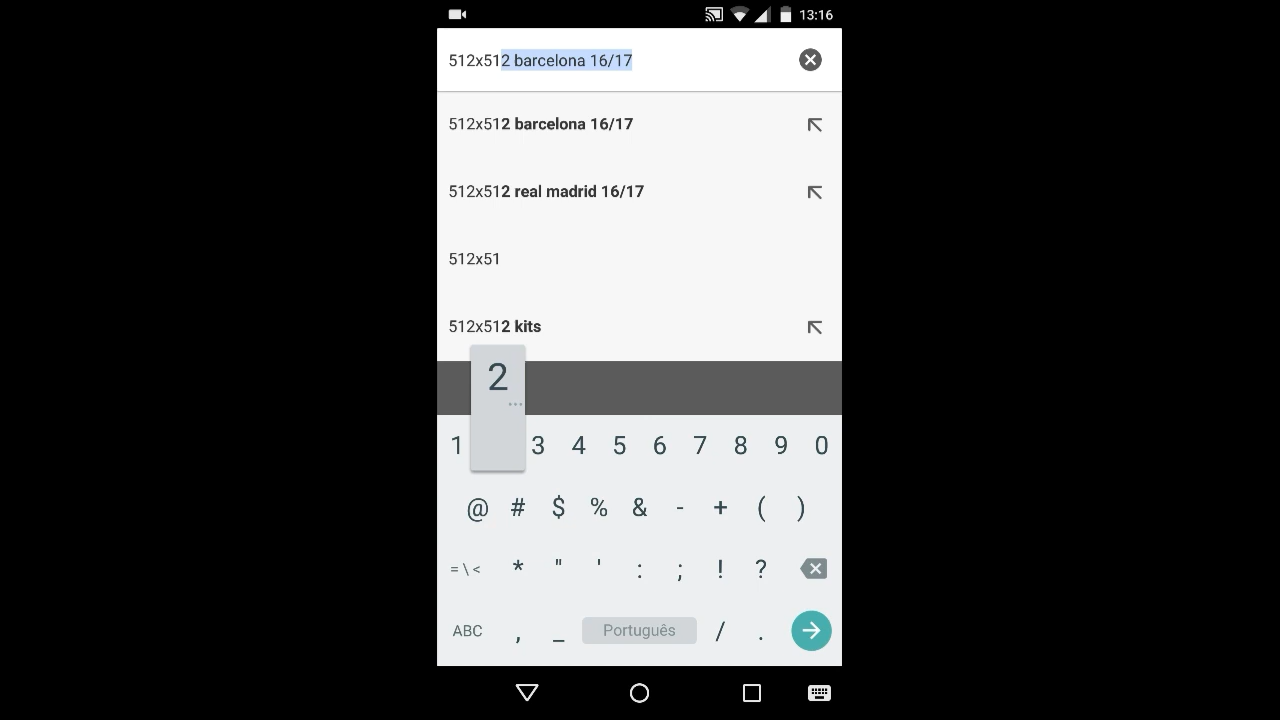 13:16
512x512 barcelona 16/17
512x512 barcelona 16/17
512x512 real madrid 16/17
512x51
512x512 kits
2
1 3 4 5 6 7 8 9 0
@ # $ % & - + ( )
= \ < * " ' : ; ! ?
ABC , _ Português / .